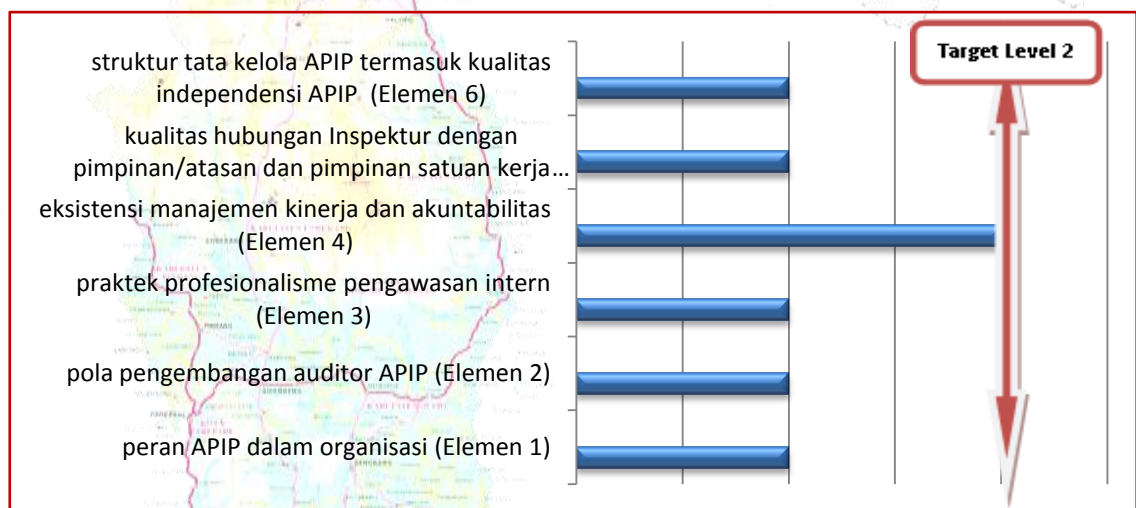 Target Level 2
struktur tata kelola APIP termasuk kualitas
independensi APIP (Elemen 6)
kualitas hubungan Inspektur dengan
pimpinan/atasan dan pimpinan satuan kerja…
eksistensi manajemen kinerja dan akuntabilitas
(Elemen 4)
praktek profesionalisme pengawasan intern
(Elemen 3)
pola pengembangan auditor APIP (Elemen 2)
peran APIP dalam organisasi (Elemen 1)